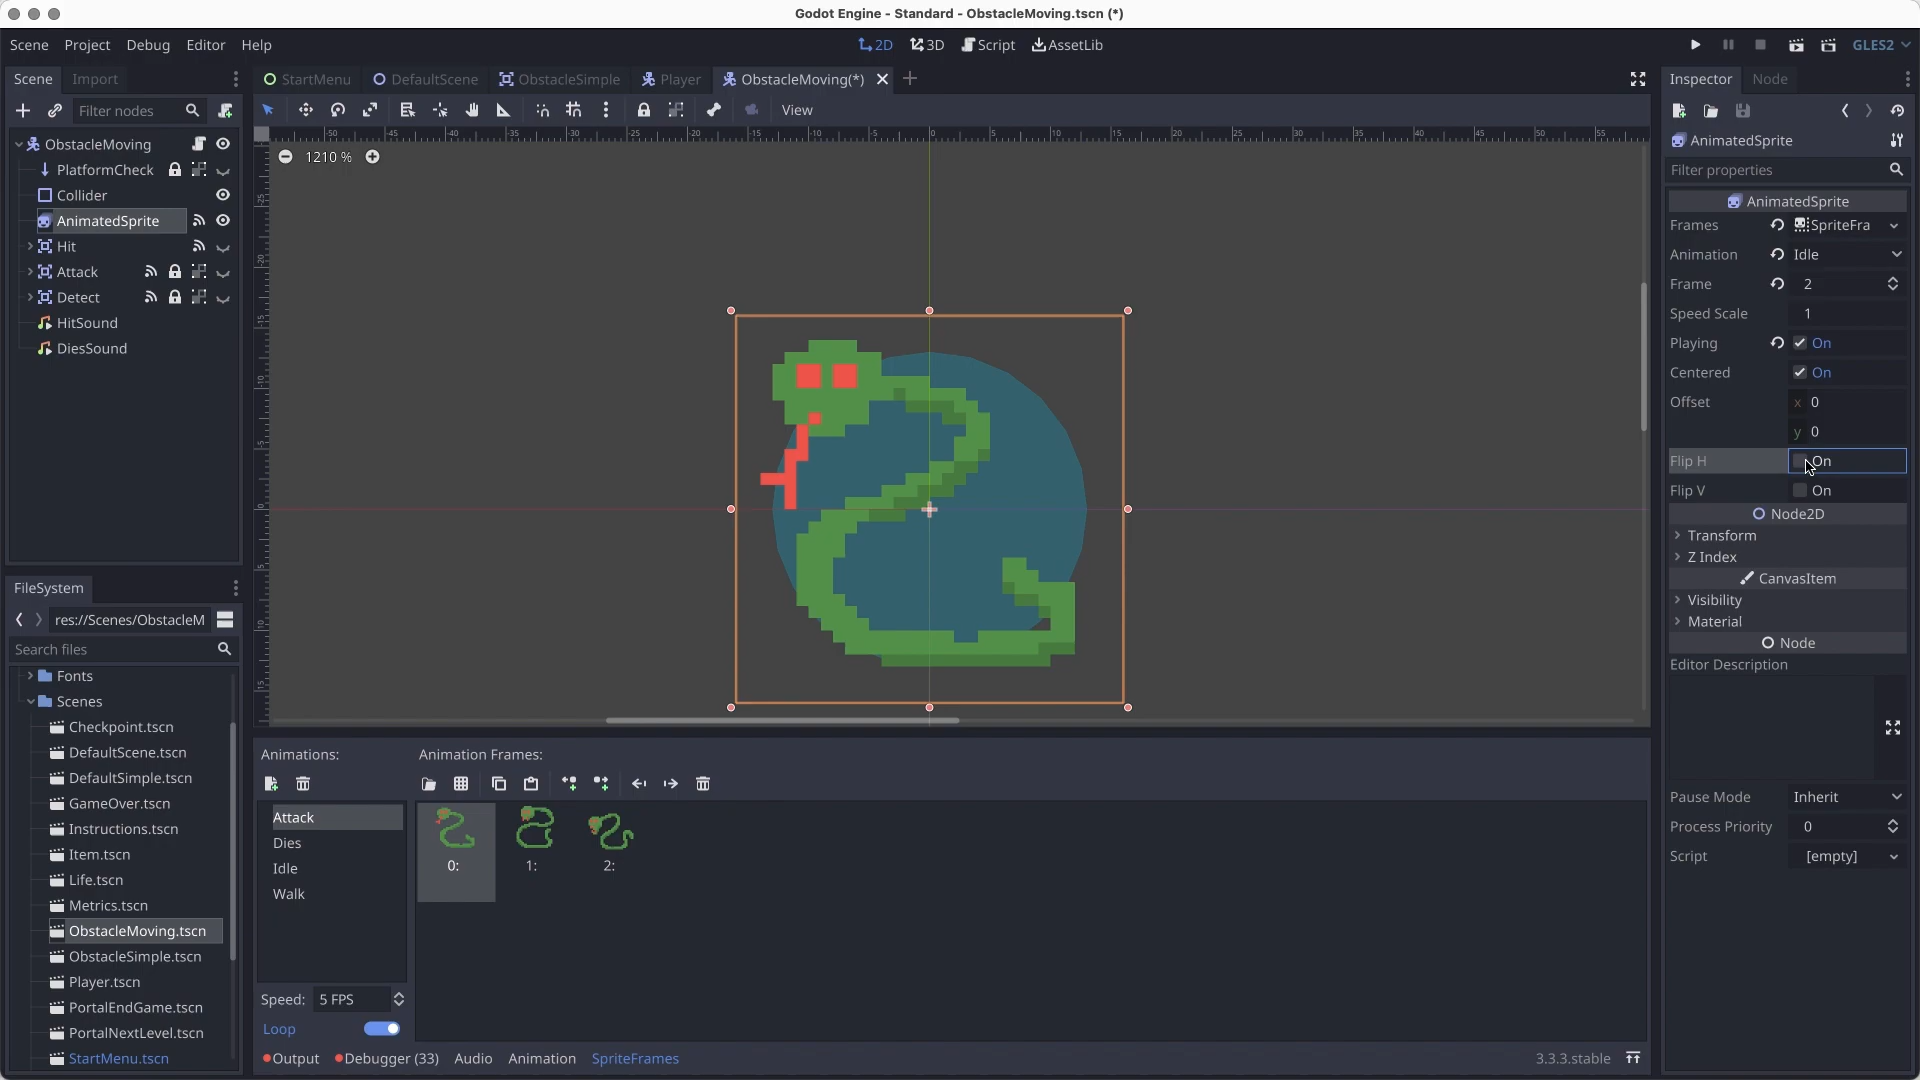 Godot Engine - Standard - ObstacleMoving.tscn (*)
Scene Project Debug Editor Help
2D 3D Script AssetLib
GLES2
Scene Import
StartMenu DefaultScene ObstacleSimple Player ObstacleMoving(*)
Inspector Node
Filter nodes
View
ObstacleMoving
PlatformCheck
Collider
AnimatedSprite
Hit
Attack
Detect
HitSound
DiesSound
1210 %
AnimatedSprite
Filter properties
AnimatedSprite
Frames SpriteFra
Animation Idle
Frame 2
Speed Scale 1
Playing On
Centered On
Offset x 0
y 0
Flip H On
Flip V On
Node2D
Transform
Z Index
CanvasItem
Visibility
Material
Node
Editor Description
Pause Mode Inherit
Process Priority 0
Script [empty]
FileSystem
res://Scenes/ObstacleM
Search files
Fonts
Scenes
Checkpoint.tscn
DefaultScene.tscn
DefaultSimple.tscn
GameOver.tscn
Instructions.tscn
Item.tscn
Life.tscn
Metrics.tscn
ObstacleMoving.tscn
ObstacleSimple.tscn
Player.tscn
PortalEndGame.tscn
PortalNextLevel.tscn
StartMenu.tscn
Animations: Animation Frames:
Attack
Dies
Idle
Walk
0: 1: 2:
Speed: 5 FPS
Loop
Output Debugger (33) Audio Animation SpriteFrames
3.3.3.stable